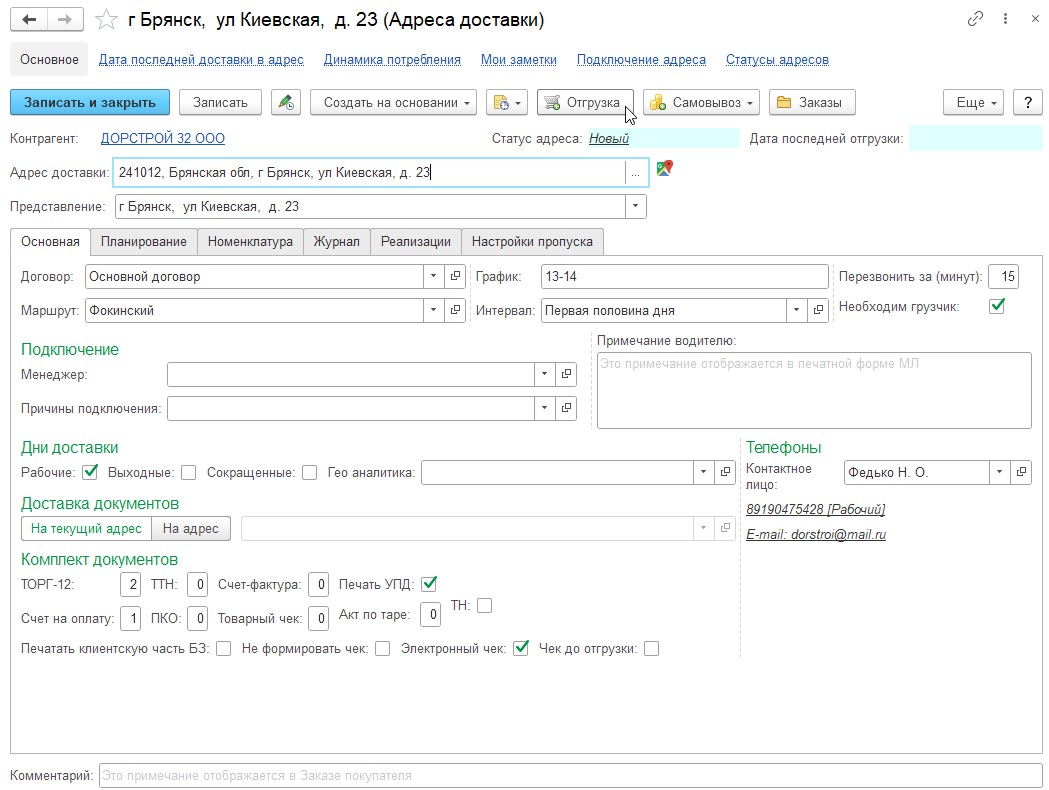 г Брянск, ул Киевская, д. 23 (Адреса доставки)
Основное Дата последней доставки в адрес Динамика потребления Мои заметки Подключение адреса Статусы адресов
Записать и закрыть Записать Создать на основании Отгрузка Самовывоз Заказы Еще ?
Контрагент: ДОРСТРОЙ 32 ООО Статус адреса: Новый Дата последней отгрузки:
Адрес доставки: 241012, Брянская обл, г Брянск, ул Киевская, д. 23 ...
Представление: г Брянск, ул Киевская, д. 23
Основная Планирование Номенклатура Журнал Реализации Настройки пропуска
Договор: Основной договор График: 13-14 Перезвонить за (минут): 15
Маршрут: Фокинский Интервал: Первая половина дня Необходим грузчик:
Подключение Примечание водителю:
Менеджер: Это примечание отображается в печатной форме МЛ
Причины подключения:
Дни доставки Телефоны
Рабочие: Выходные: Сокращенные: Гео аналитика: Контактное лицо: Федько Н. О.
Доставка документов 89190475428 [Рабочий]
На текущий адрес На адрес E-mail: dorstroi@mail.ru
Комплект документов
ТОРГ-12: 2 ТТН: 0 Счет-фактура: 0 Печать УПД:
Счет на оплату: 1 ПКО: 0 Товарный чек: 0 Акт по таре: 0 ТН:
Печатать клиентскую часть БЗ: Не формировать чек: Электронный чек: Чек до отгрузки:
Комментарий: Это примечание отображается в Заказе покупателя